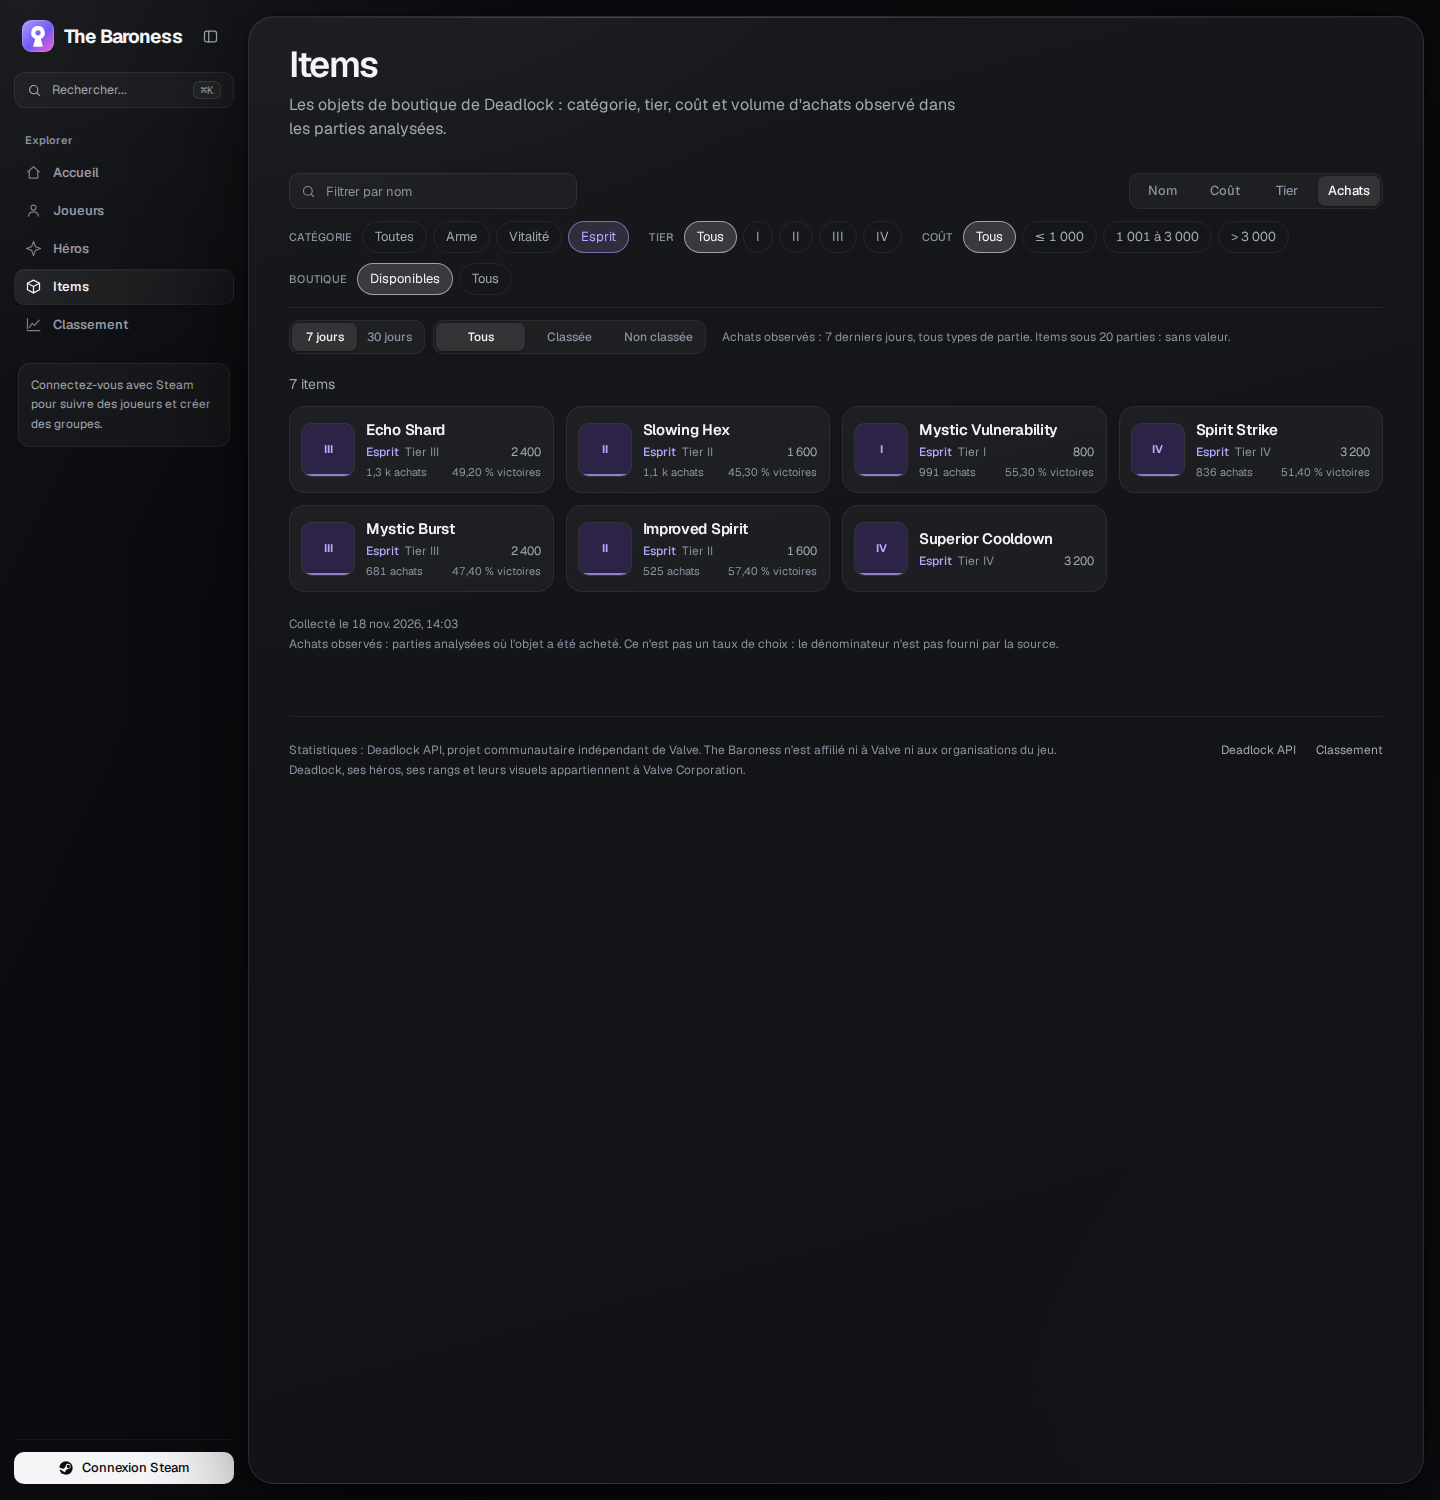 The Baroness
Rechercher...
⌘K
Explorer
Accueil
Joueurs
Héros
Items
Classement
Connectez-vous avec Steam
pour suivre des joueurs et créer
des groupes.
Connexion Steam
Items
Les objets de boutique de Deadlock : catégorie, tier, coût et volume d'achats observé dans
les parties analysées.
Filtrer par nom
Nom Coût Tier Achats
CATÉGORIE Toutes Arme Vitalité Esprit TIER Tous I II III IV COÛT Tous ≤ 1 000 1 001 à 3 000 > 3 000
BOUTIQUE Disponibles Tous
7 jours 30 jours Tous Classée Non classée Achats observés : 7 derniers jours, tous types de partie. Items sous 20 parties : sans valeur.
7 items
III
Echo Shard
Esprit Tier III 2 400
1,3 k achats 49,20 % victoires
II
Slowing Hex
Esprit Tier II 1 600
1,1 k achats 45,30 % victoires
I
Mystic Vulnerability
Esprit Tier I 800
991 achats 55,30 % victoires
IV
Spirit Strike
Esprit Tier IV 3 200
836 achats 51,40 % victoires
III
Mystic Burst
Esprit Tier III 2 400
681 achats 47,40 % victoires
II
Improved Spirit
Esprit Tier II 1 600
525 achats 57,40 % victoires
IV
Superior Cooldown
Esprit Tier IV 3 200
Collecté le 18 nov. 2026, 14:03
Achats observés : parties analysées où l'objet a été acheté. Ce n'est pas un taux de choix : le dénominateur n'est pas fourni par la source.
Statistiques : Deadlock API, projet communautaire indépendant de Valve. The Baroness n'est affilié ni à Valve ni aux organisations du jeu.
Deadlock, ses héros, ses rangs et leurs visuels appartiennent à Valve Corporation.
Deadlock API Classement